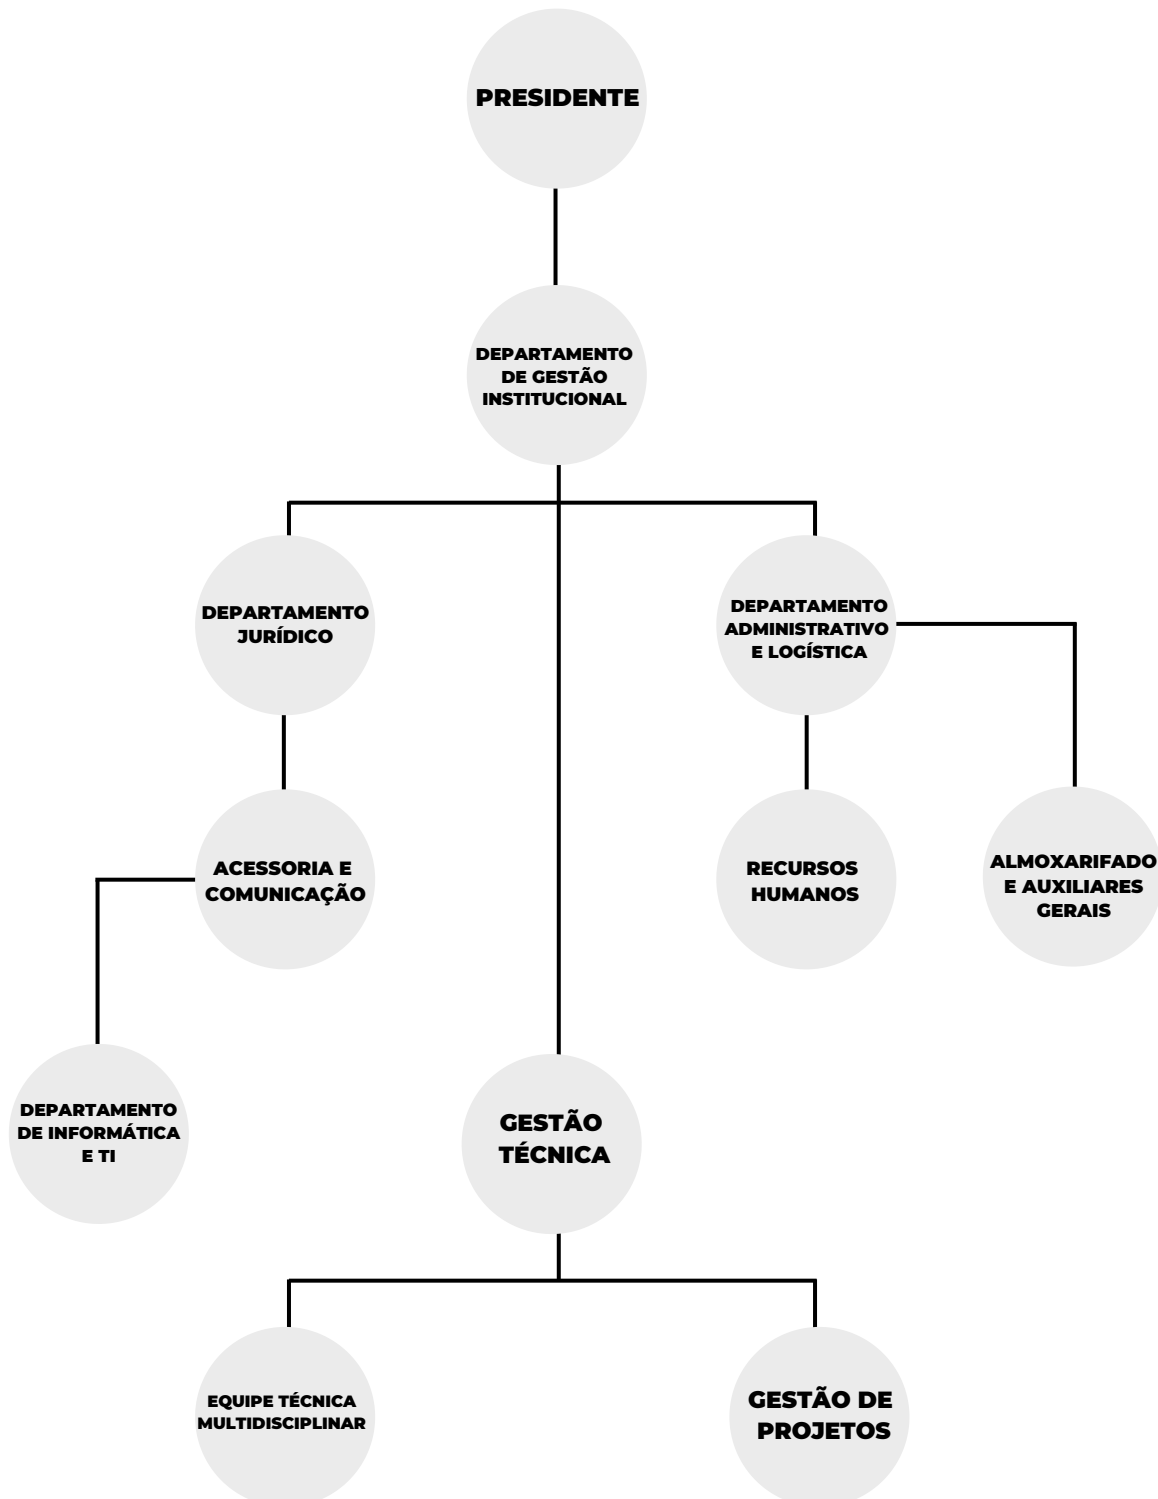 PRESIDENTE
DEPARTAMENTO
DE GESTÃO
INSTITUCIONAL
DEPARTAMENTO
JURÍDICO
DEPARTAMENTO
ADMINISTRATIVO
E LOGÍSTICA
ACESSORIA E
COMUNICAÇÃO
RECURSOS
HUMANOS
ALMOXARIFADO
E AUXILIARES
GERAIS
DEPARTAMENTO
DE INFORMÁTICA
E TI
GESTÃO
TÉCNICA
EQUIPE TÉCNICA
MULTIDISCIPLINAR
GESTÃO DE
PROJETOS